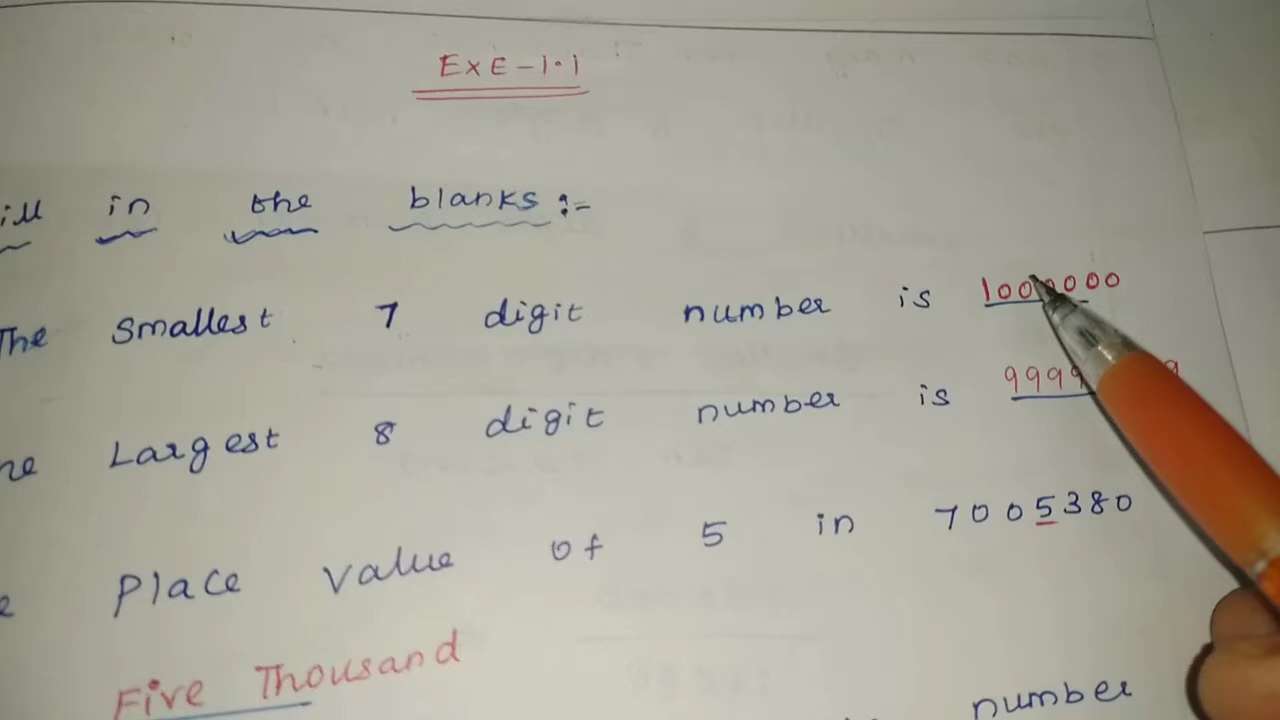 EXE-1.1
in the blanks :-
The Smallest 7 digit number is 1000000
Largest 8 digit number is
Place Value of 5 in 7005380
Five Thousand
number